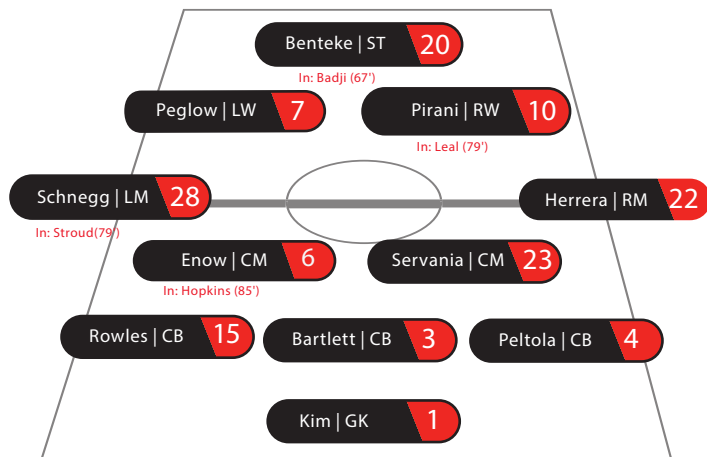 Benteke | ST 20
In: Badji (67')
Peglow | LW 7
Pirani | RW 10
In: Leal (79')
Schnegg | LM 28
In: Stroud(79')
Herrera | RM 22
Enow | CM 6
In: Hopkins (85')
Servania | CM 23
Rowles | CB 15
Bartlett | CB 3
Peltola | CB 4
Kim | GK 1